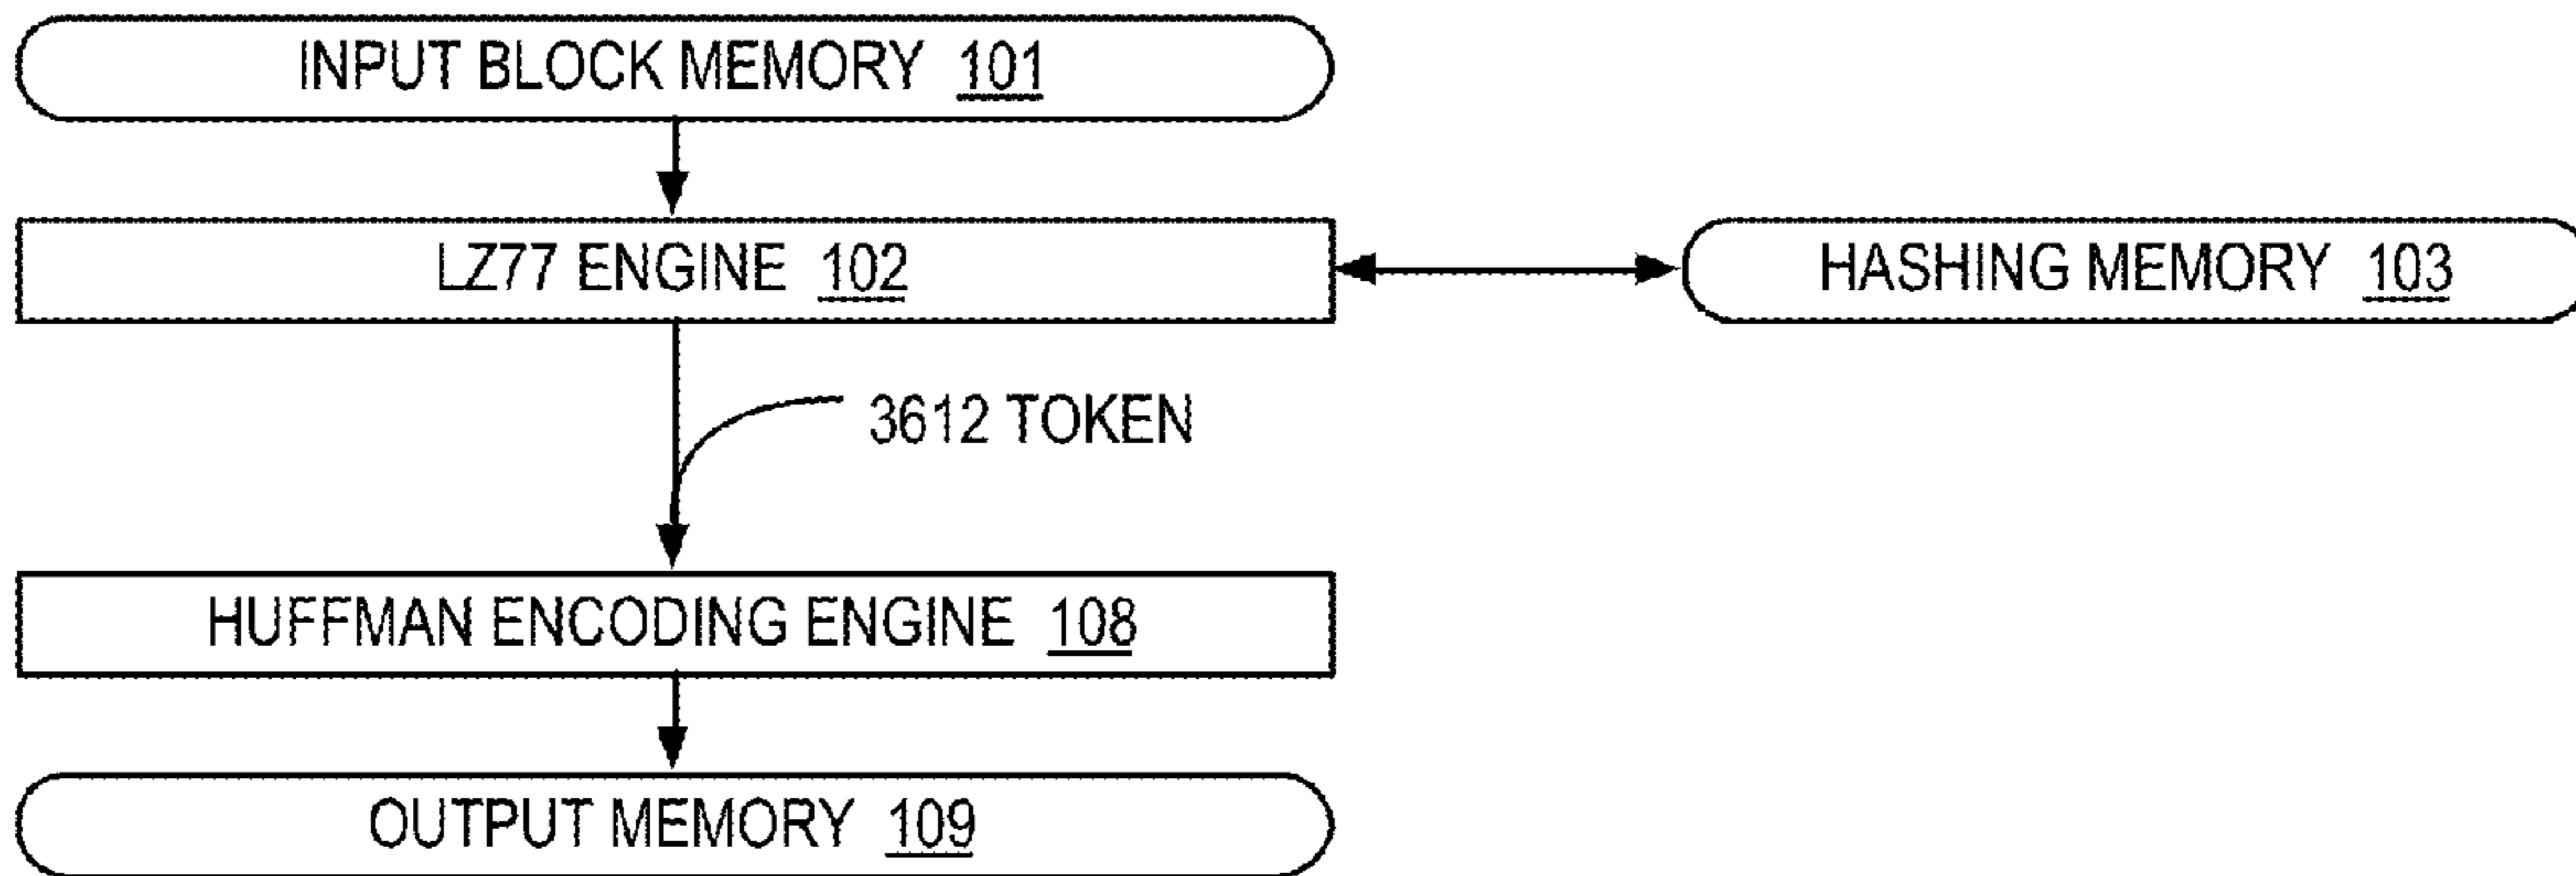 INPUT BLOCK MEMORY 101
LZ77 ENGINE 102
HASHING MEMORY 103
3612 TOKEN
HUFFMAN ENCODING ENGINE 108
OUTPUT MEMORY 109